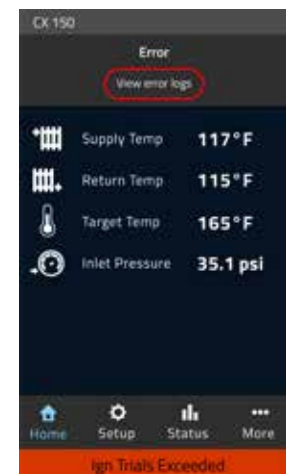 CX 150
Error
View error logs
Supply Temp 117°F
Return Temp 115°F
Target Temp 165°F
Inlet Pressure 35.1 psi
Home Setup Status More
Ign Trials Exceeded